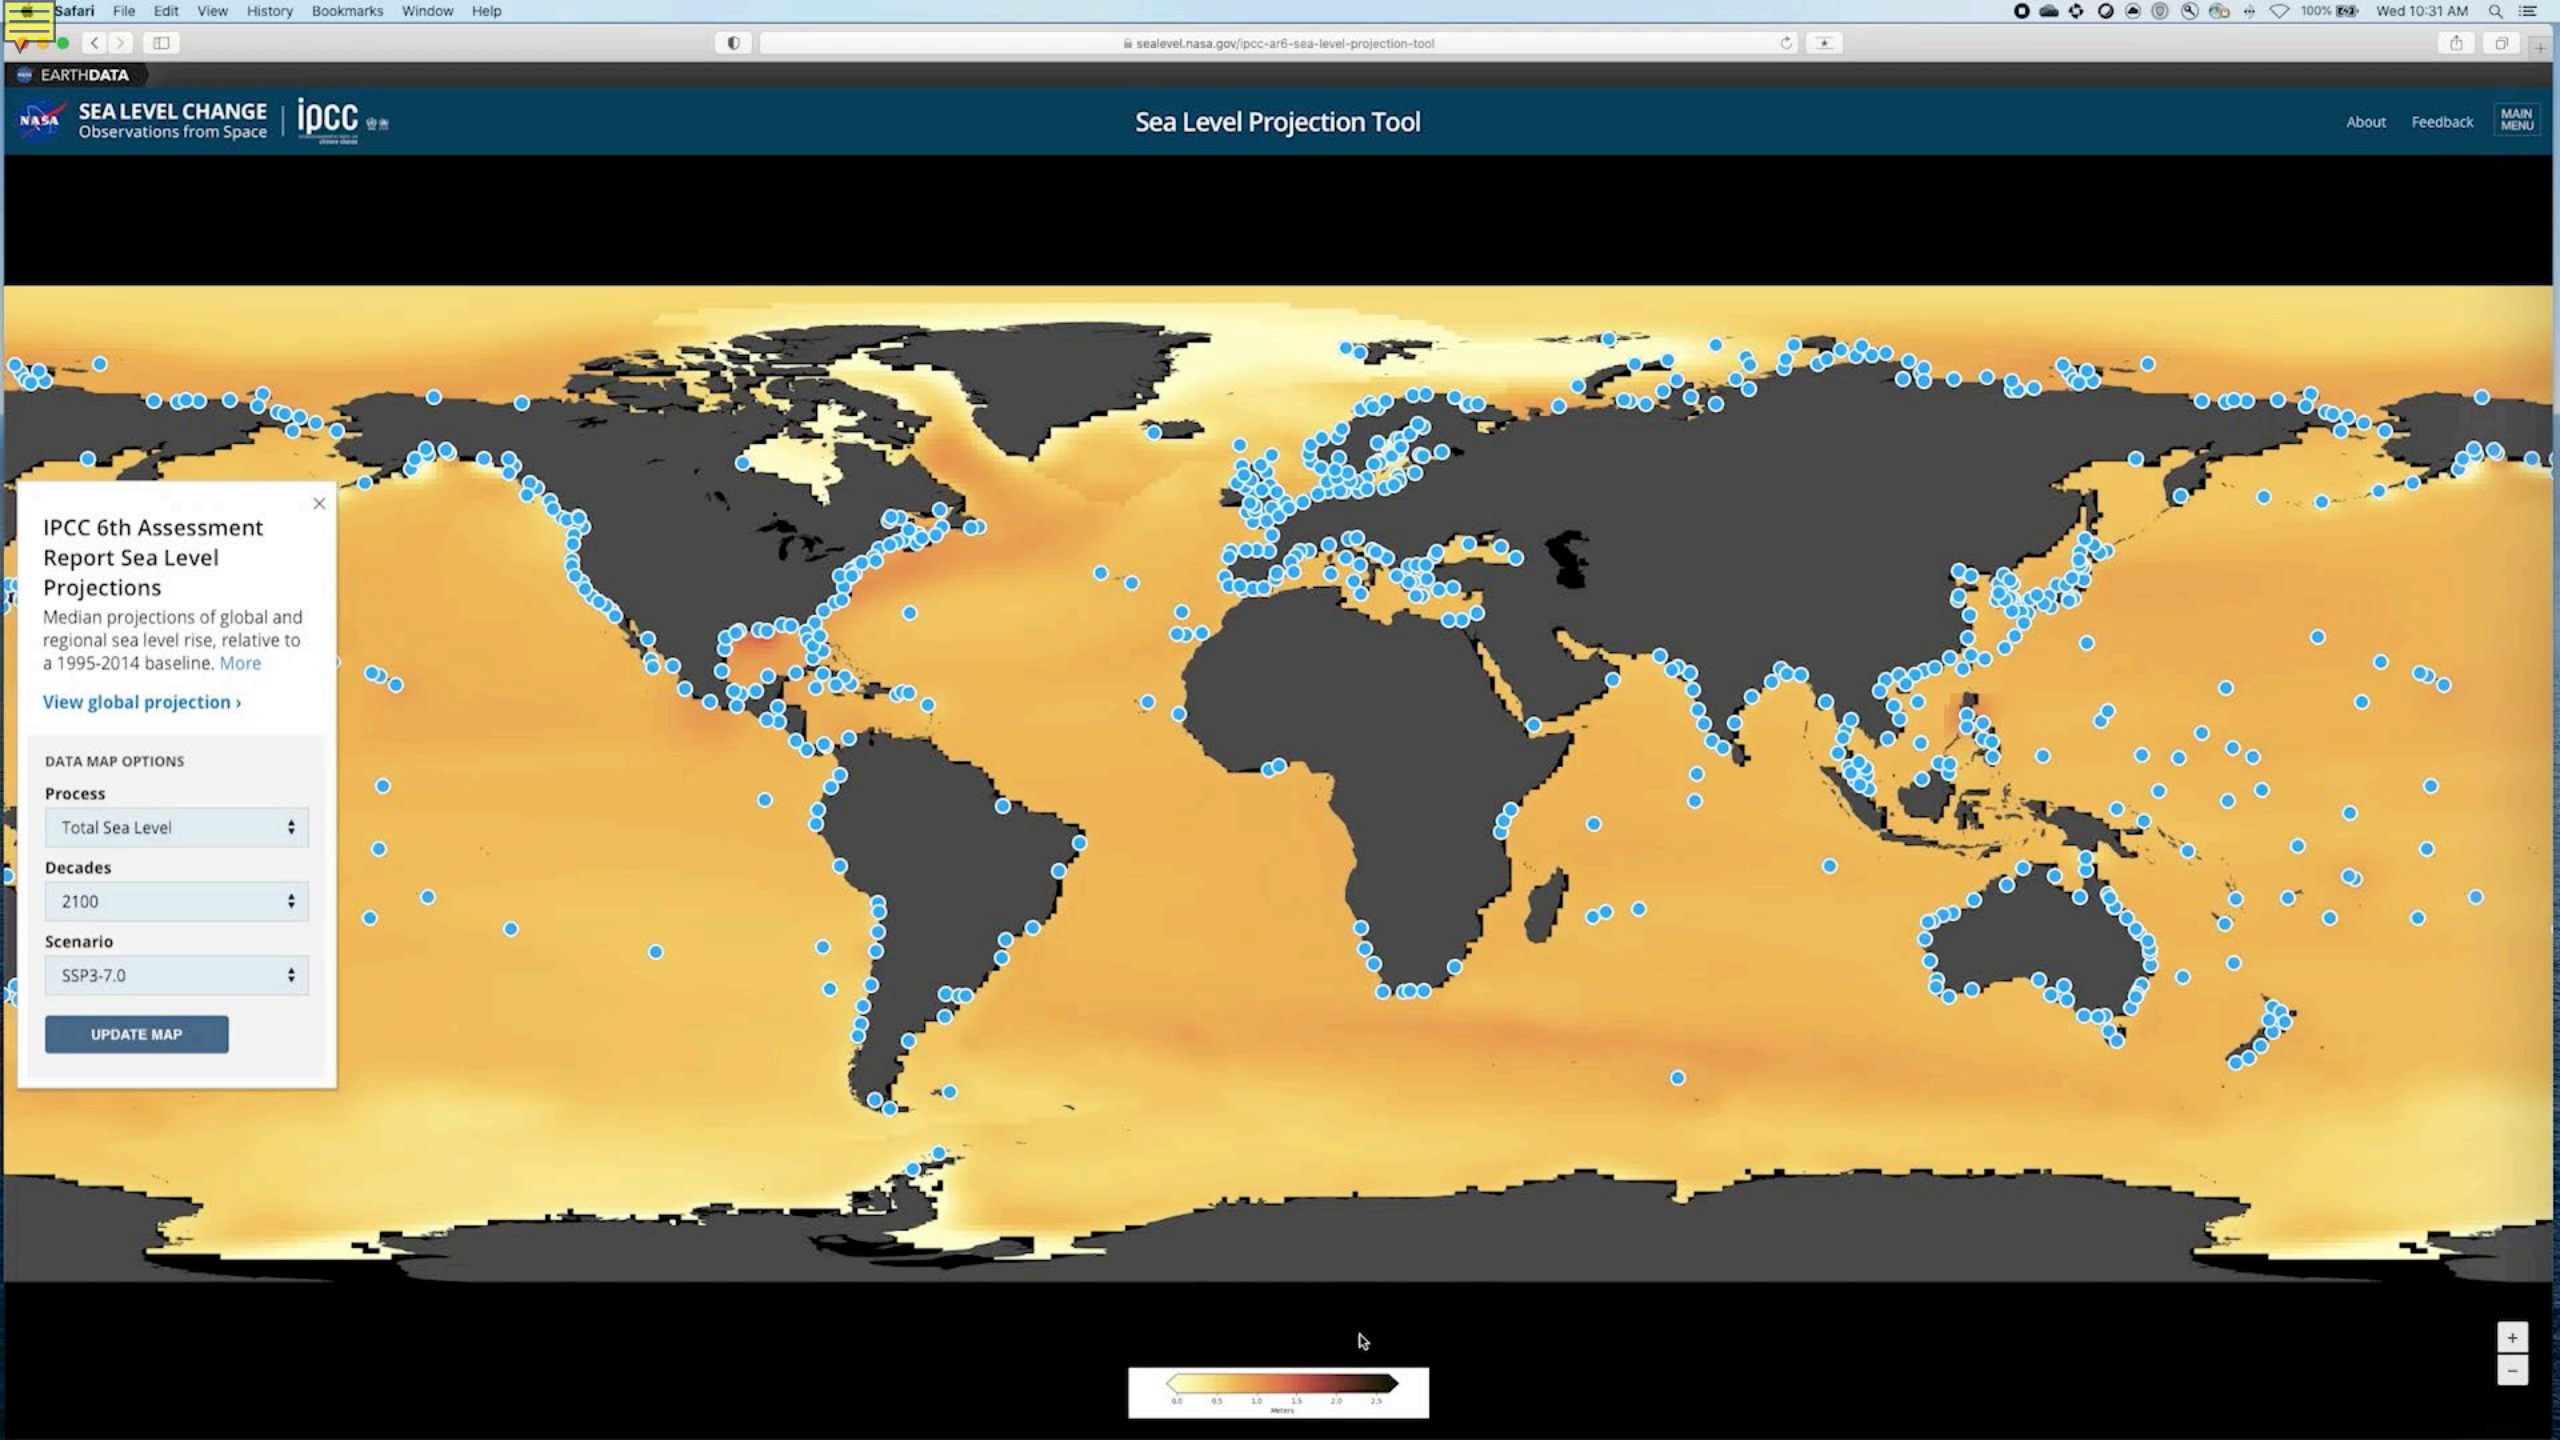 Safari File Edit View History Bookmarks Window Help
100% Wed 10:31 AM
sealevel.nasa.gov/ipcc-ar6-sea-level-projection-tool
EARTHDATA
NASA
SEA LEVEL CHANGE
Observations from Space
ipcc
Sea Level Projection Tool
About Feedback MAIN
MENU
IPCC 6th Assessment
Report Sea Level
Projections
Median projections of global and
regional sea level rise, relative to
a 1995-2014 baseline. More
View global projection ›
DATA MAP OPTIONS
Process
Total Sea Level
Decades
2100
Scenario
SSP3-7.0
UPDATE MAP
+
−
0.0 0.5 1.0 1.5 2.0 2.5
Meters